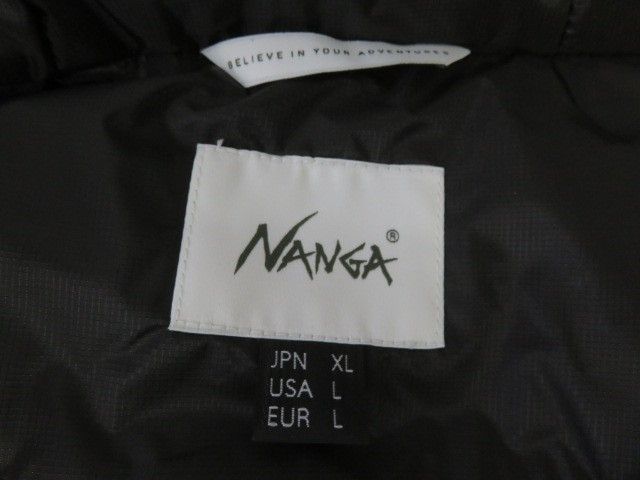 BELIEVE IN YOUR ADVENTURES
NANGA®
JPN XL
USA L
EUR L